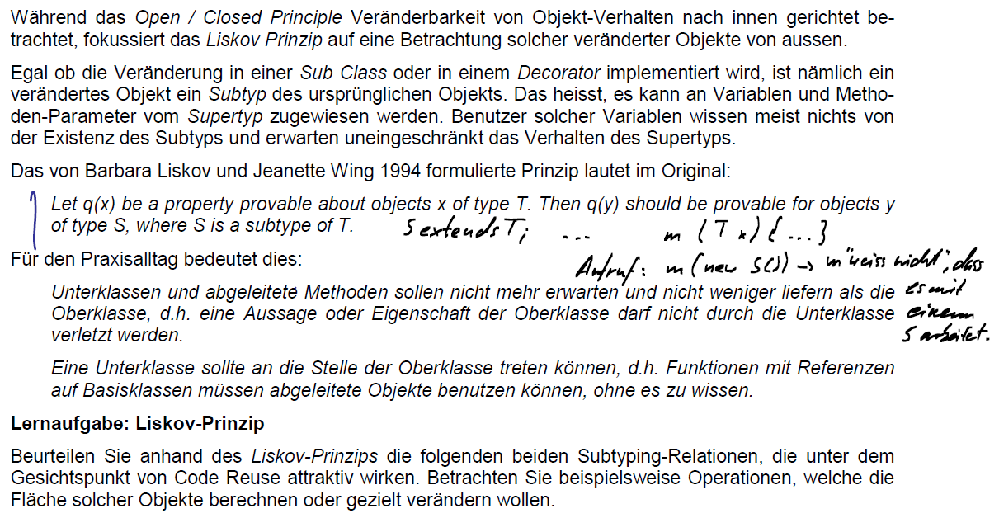 Während das Open / Closed Principle Veränderbarkeit von Objekt-Verhalten nach innen gerichtet be-
trachtet, fokussiert das Liskov Prinzip auf eine Betrachtung solcher veränderter Objekte von aussen.
Egal ob die Veränderung in einer Sub Class oder in einem Decorator implementiert wird, ist nämlich ein
verändertes Objekt ein Subtyp des ursprünglichen Objekts. Das heisst, es kann an Variablen und Metho-
den-Parameter vom Supertyp zugewiesen werden. Benutzer solcher Variablen wissen meist nichts von
der Existenz des Subtyps und erwarten uneingeschränkt das Verhalten des Supertyps.
Das von Barbara Liskov und Jeanette Wing 1994 formulierte Prinzip lautet im Original:
Let q(x) be a property provable about objects x of type T. Then q(y) should be provable for objects y
of type S, where S is a subtype of T. S extends T; ... m (T x) { ... }
Für den Praxisalltag bedeutet dies:
Aufruf: m (new S()) → m "weiss nicht", dass
es mit
einem
S arbeitet.
Unterklassen und abgeleitete Methoden sollen nicht mehr erwarten und nicht weniger liefern als die
Oberklasse, d.h. eine Aussage oder Eigenschaft der Oberklasse darf nicht durch die Unterklasse
verletzt werden.
Eine Unterklasse sollte an die Stelle der Oberklasse treten können, d.h. Funktionen mit Referenzen
auf Basisklassen müssen abgeleitete Objekte benutzen können, ohne es zu wissen.
Lernaufgabe: Liskov-Prinzip
Beurteilen Sie anhand des Liskov-Prinzips die folgenden beiden Subtyping-Relationen, die unter dem
Gesichtspunkt von Code Reuse attraktiv wirken. Betrachten Sie beispielsweise Operationen, welche die
Fläche solcher Objekte berechnen oder gezielt verändern wollen.